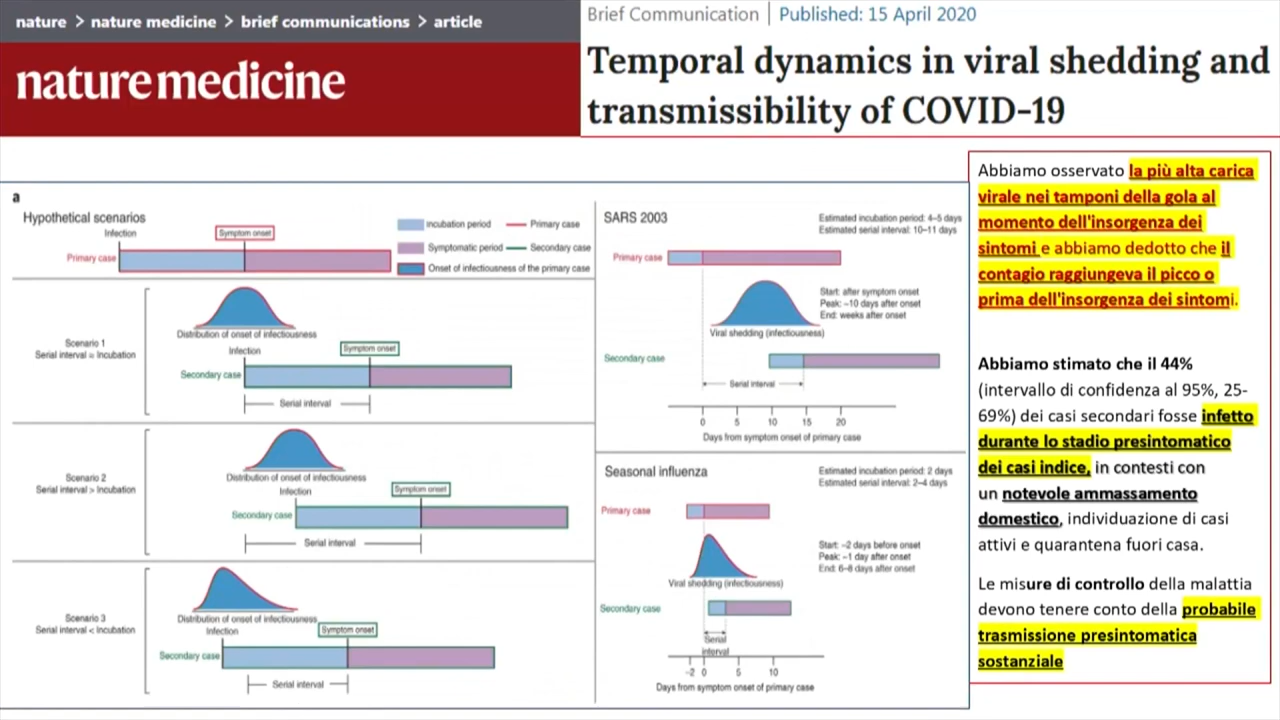 nature > nature medicine > brief communications > article
nature medicine
Brief Communication | Published: 15 April 2020
Temporal dynamics in viral shedding and
transmissibility of COVID-19
a
Hypothetical scenarios
Infection
Symptom onset
Primary case
Incubation period
Primary case
Symptomatic period
Secondary case
Onset of infectiousness of the primary case
Scenario 1
Serial interval ≈ Incubation
Distribution of onset of infectiousness
Infection
Symptom onset
Secondary case
Serial interval
Scenario 2
Serial interval > Incubation
Distribution of onset of infectiousness
Infection
Symptom onset
Secondary case
Serial interval
Scenario 3
Serial interval < Incubation
Distribution of onset of infectiousness
Infection
Symptom onset
Secondary case
Serial interval
SARS 2003
Estimated incubation period: 4–5 days
Estimated serial interval: 10–11 days
Primary case
Start: after symptom onset
Peak: ~10 days after onset
End: weeks after onset
Viral shedding (infectiousness)
Secondary case
Serial interval
0 5 10 15 20
Days from symptom onset of primary case
Seasonal influenza
Estimated incubation period: 2 days
Estimated serial interval: 2–4 days
Primary case
Start: ~2 days before onset
Peak: ~1 day after onset
End: 6–8 days after onset
Viral shedding (infectiousness)
Secondary case
Serial
interval
-2 0 5 10
Days from symptom onset of primary case
Abbiamo osservato la più alta carica
virale nei tamponi della gola al
momento dell'insorgenza dei
sintomi e abbiamo dedotto che il
contagio raggiungeva il picco o
prima dell'insorgenza dei sintomi.
Abbiamo stimato che il 44%
(intervallo di confidenza al 95%, 25-
69%) dei casi secondari fosse infetto
durante lo stadio presintomatico
dei casi indice, in contesti con
un notevole ammassamento
domestico, individuazione di casi
attivi e quarantena fuori casa.
Le misure di controllo della malattia
devono tenere conto della probabile
trasmissione presintomatica
sostanziale